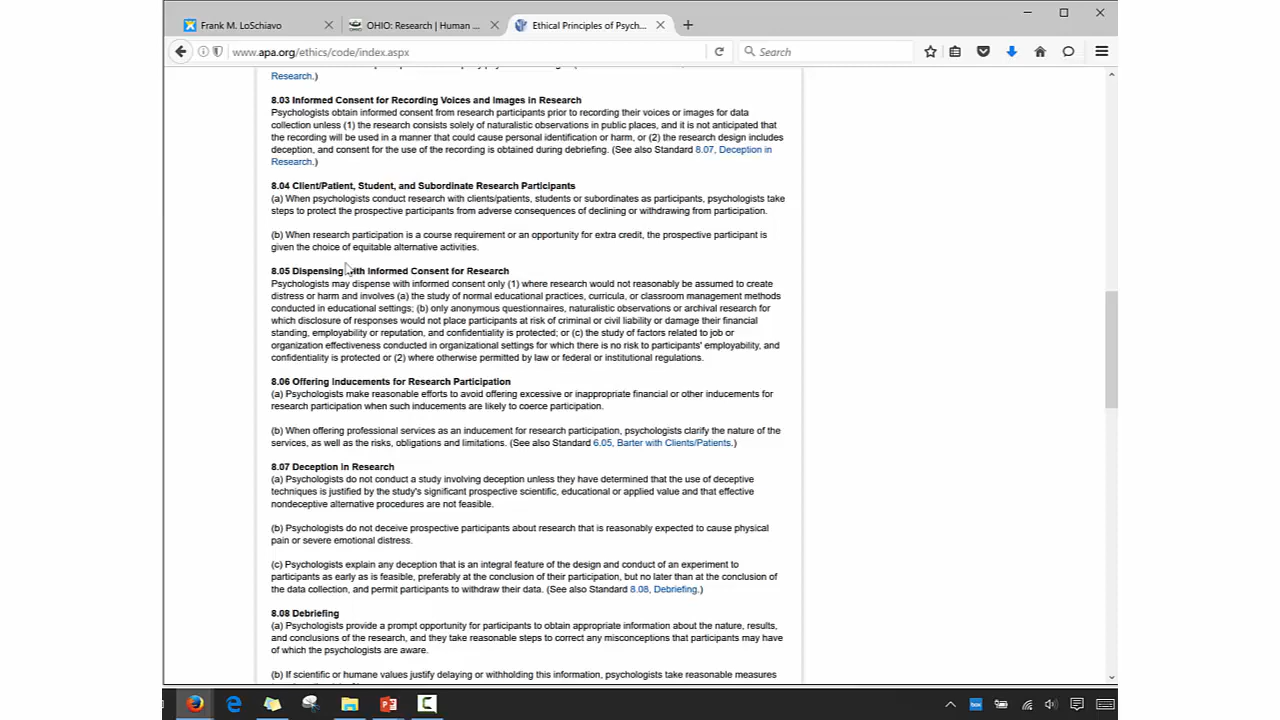 Frank M. LoSchiavo
OHIO: Research | Human ...
Ethical Principles of Psych...
www.apa.org/ethics/code/index.aspx
Search
Research.)
8.03 Informed Consent for Recording Voices and Images in Research
Psychologists obtain informed consent from research participants prior to recording their voices or images for data
collection unless (1) the research consists solely of naturalistic observations in public places, and it is not anticipated that
the recording will be used in a manner that could cause personal identification or harm, or (2) the research design includes
deception, and consent for the use of the recording is obtained during debriefing. (See also Standard 8.07, Deception in
Research.)
8.04 Client/Patient, Student, and Subordinate Research Participants
(a) When psychologists conduct research with clients/patients, students or subordinates as participants, psychologists take
steps to protect the prospective participants from adverse consequences of declining or withdrawing from participation.
(b) When research participation is a course requirement or an opportunity for extra credit, the prospective participant is
given the choice of equitable alternative activities.
8.05 Dispensing with Informed Consent for Research
Psychologists may dispense with informed consent only (1) where research would not reasonably be assumed to create
distress or harm and involves (a) the study of normal educational practices, curricula, or classroom management methods
conducted in educational settings; (b) only anonymous questionnaires, naturalistic observations or archival research for
which disclosure of responses would not place participants at risk of criminal or civil liability or damage their financial
standing, employability or reputation, and confidentiality is protected; or (c) the study of factors related to job or
organization effectiveness conducted in organizational settings for which there is no risk to participants' employability, and
confidentiality is protected or (2) where otherwise permitted by law or federal or institutional regulations.
8.06 Offering Inducements for Research Participation
(a) Psychologists make reasonable efforts to avoid offering excessive or inappropriate financial or other inducements for
research participation when such inducements are likely to coerce participation.
(b) When offering professional services as an inducement for research participation, psychologists clarify the nature of the
services, as well as the risks, obligations and limitations. (See also Standard 6.05, Barter with Clients/Patients.)
8.07 Deception in Research
(a) Psychologists do not conduct a study involving deception unless they have determined that the use of deceptive
techniques is justified by the study's significant prospective scientific, educational or applied value and that effective
nondeceptive alternative procedures are not feasible.
(b) Psychologists do not deceive prospective participants about research that is reasonably expected to cause physical
pain or severe emotional distress.
(c) Psychologists explain any deception that is an integral feature of the design and conduct of an experiment to
participants as early as is feasible, preferably at the conclusion of their participation, but no later than at the conclusion of
the data collection, and permit participants to withdraw their data. (See also Standard 8.08, Debriefing.)
8.08 Debriefing
(a) Psychologists provide a prompt opportunity for participants to obtain appropriate information about the nature, results,
and conclusions of the research, and they take reasonable steps to correct any misconceptions that participants may have
of which the psychologists are aware.
(b) If scientific or humane values justify delaying or withholding this information, psychologists take reasonable measures